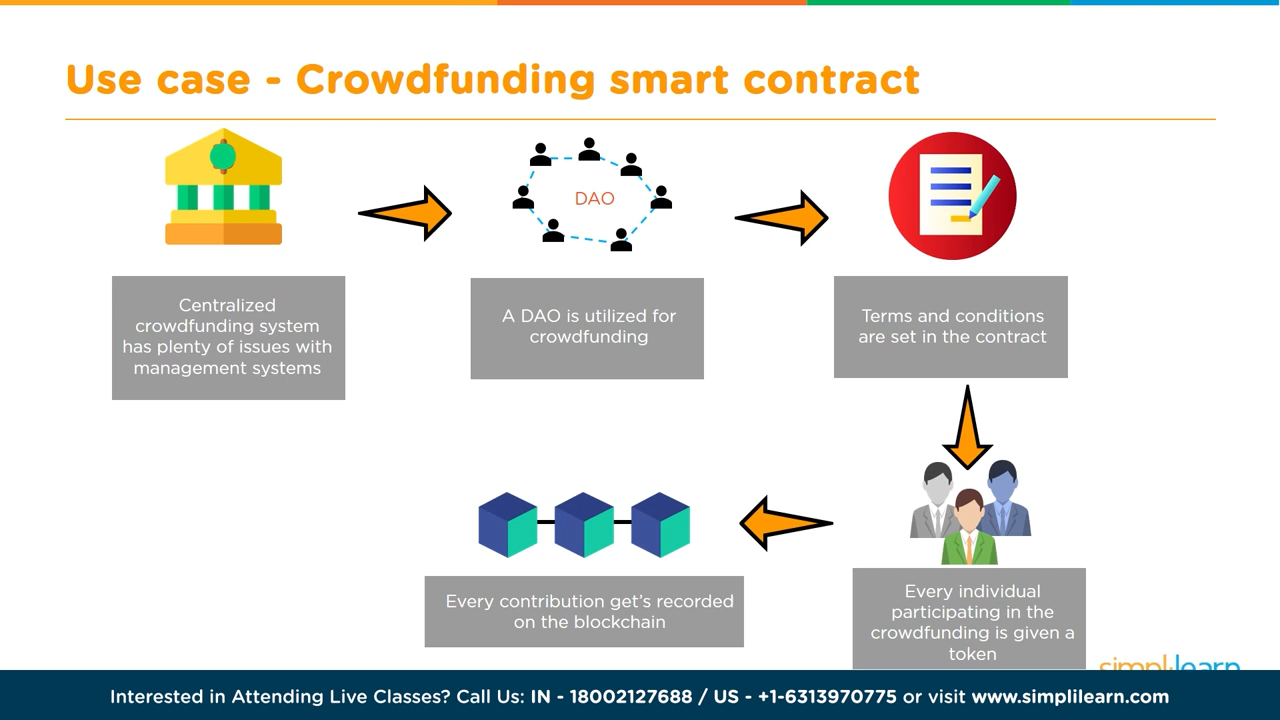 Use case - Crowdfunding smart contract
DAO
Centralized
crowdfunding system
has plenty of issues with
management systems
A DAO is utilized for
crowdfunding
Terms and conditions
are set in the contract
Every individual
participating in the
crowdfunding is given a
token
Every contribution get's recorded
on the blockchain
simplilearn
Interested in Attending Live Classes? Call Us: IN - 18002127688 / US - +1-6313970775 or visit www.simplilearn.com